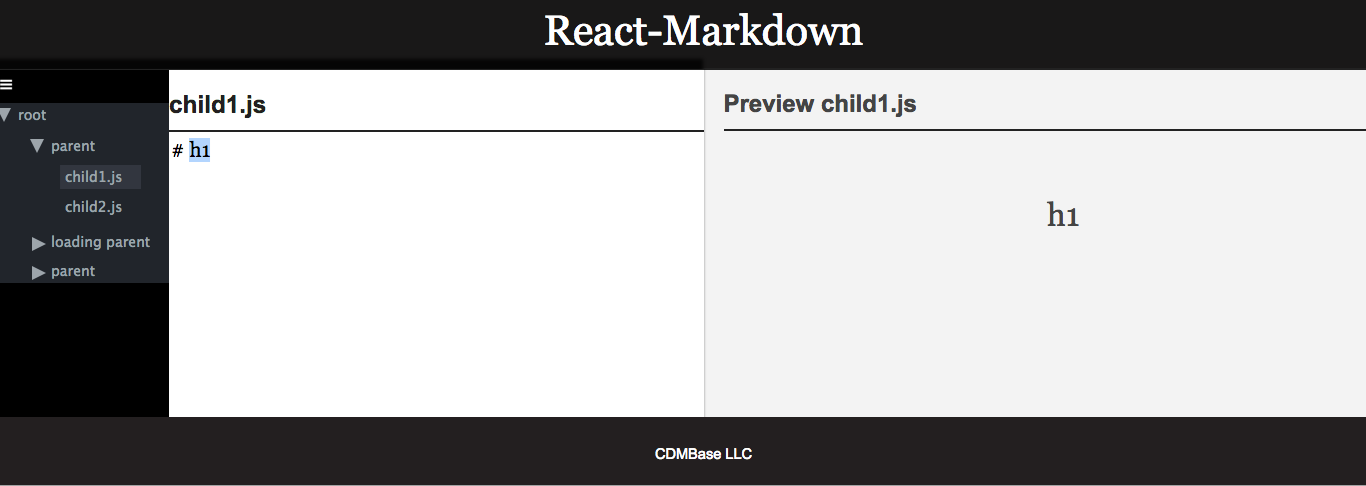 React-Markdown
root
parent
child1.js
child2.js
loading parent
parent
child1.js
# h1
Preview child1.js
h1
CDMBase LLC